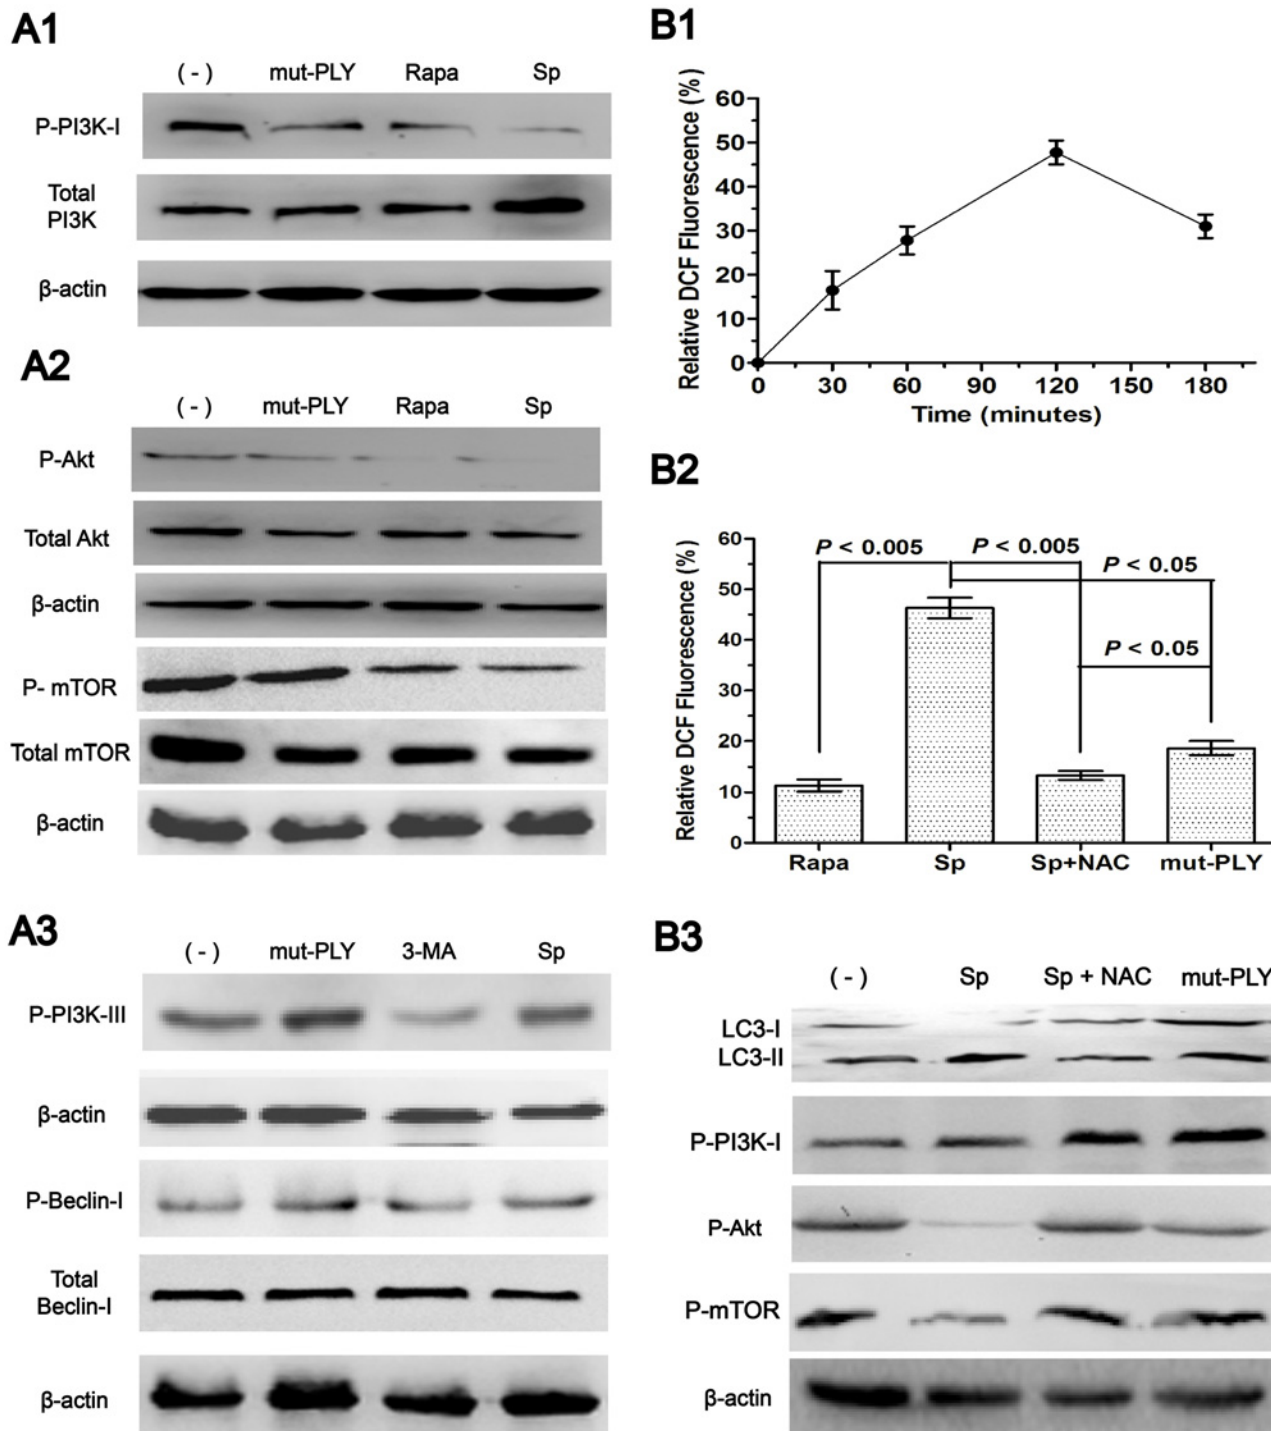 A1
(-) mut-PLY Rapa Sp
P-PI3K-I
Total
PI3K
β-actin
A2
(-) mut-PLY Rapa Sp
P-Akt
Total Akt
β-actin
P- mTOR
Total mTOR
β-actin
A3
(-) mut-PLY 3-MA Sp
P-PI3K-III
β-actin
P-Beclin-I
Total
Beclin-I
β-actin
B1
Relative DCF Fluorescence (%)
60
50
40
30
20
10
0
0 30 60 90 120 150 180
Time (minutes)
B2
Relative DCF Fluorescence (%)
60
50
40
30
20
10
0
P < 0.005 P < 0.005
P < 0.05
P < 0.05
Rapa Sp Sp+NAC mut-PLY
B3
(-) Sp Sp + NAC mut-PLY
LC3-I
LC3-II
P-PI3K-I
P-Akt
P-mTOR
β-actin